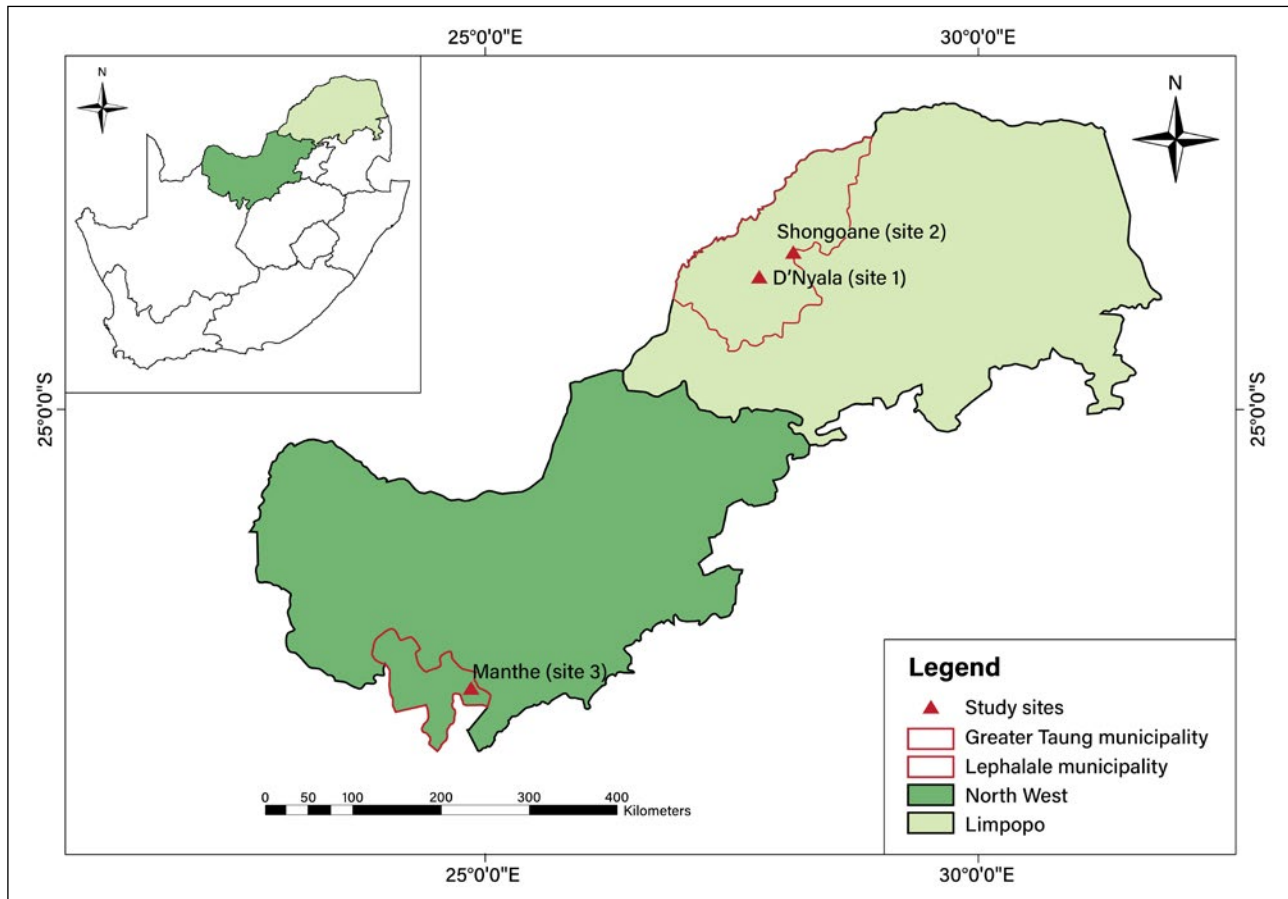 25°0'0"E
30°0'0"E
N
N
Shongoane (site 2)
D'Nyala (site 1)
25°0'0"S
25°0'0"S
Manthe (site 3)
Legend
Study sites
Greater Taung municipality
Lephalale municipality
North West
Limpopo
0 50 100 200 300 400
Kilometers
25°0'0"E
30°0'0"E